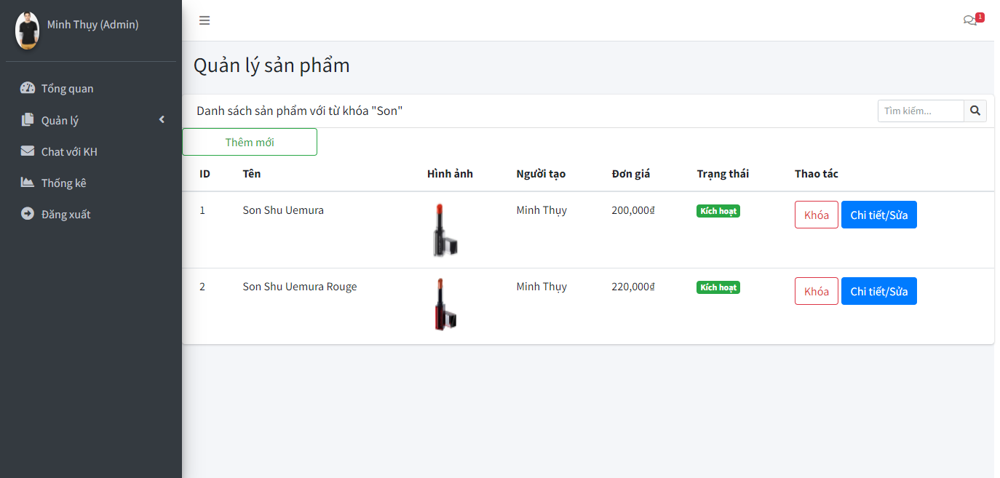 Minh Thụy (Admin)
Tổng quan
Quản lý
Chat với KH
Thống kê
Đăng xuất
1
Quản lý sản phẩm
Danh sách sản phẩm với từ khóa "Son"
Tìm kiếm...
Thêm mới
ID Tên Hình ảnh Người tạo Đơn giá Trạng thái Thao tác
1 Son Shu Uemura Minh Thụy 200,000₫ Kích hoạt Khóa Chi tiết/Sửa
2 Son Shu Uemura Rouge Minh Thụy 220,000₫ Kích hoạt Khóa Chi tiết/Sửa